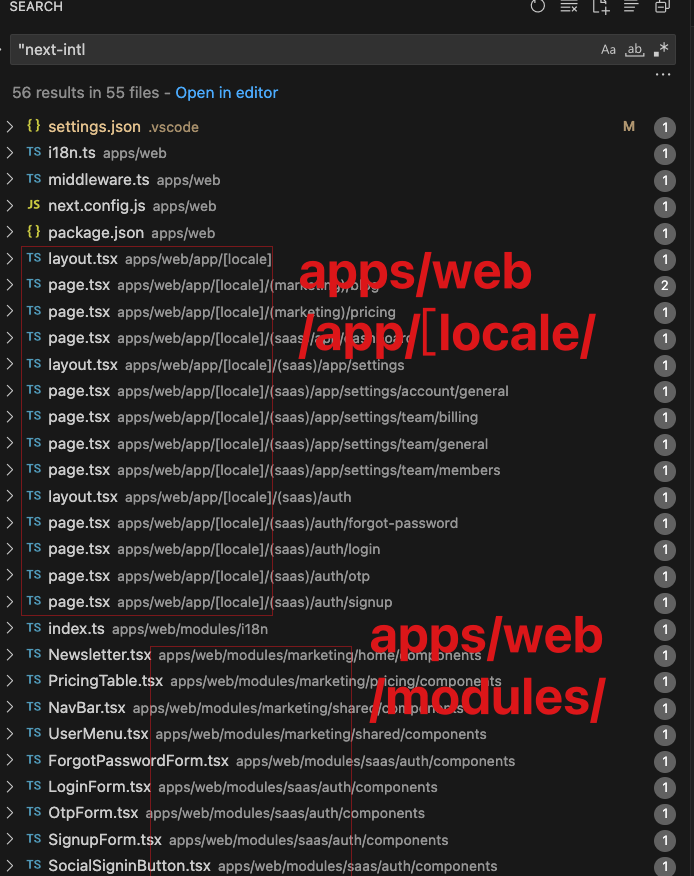 SEARCH
"next-intl
Aa ab .*
56 results in 55 files - Open in editor
{} settings.json .vscode M 1
TS i18n.ts apps/web 1
TS middleware.ts apps/web 1
JS next.config.js apps/web 1
{} package.json apps/web 1
TS layout.tsx apps/web/app/[locale] 1
TS page.tsx apps/web/app/[locale]/(marketing)/blog 2
TS page.tsx apps/web/app/[locale]/(marketing)/pricing 1
TS page.tsx apps/web/app/[locale]/(saas)/app/dashboard 1
TS layout.tsx apps/web/app/[locale]/(saas)/app/settings 1
TS page.tsx apps/web/app/[locale]/(saas)/app/settings/account/general 1
TS page.tsx apps/web/app/[locale]/(saas)/app/settings/team/billing 1
TS page.tsx apps/web/app/[locale]/(saas)/app/settings/team/general 1
TS page.tsx apps/web/app/[locale]/(saas)/app/settings/team/members 1
TS layout.tsx apps/web/app/[locale]/(saas)/auth 1
TS page.tsx apps/web/app/[locale]/(saas)/auth/forgot-password 1
TS page.tsx apps/web/app/[locale]/(saas)/auth/login 1
TS page.tsx apps/web/app/[locale]/(saas)/auth/otp 1
TS page.tsx apps/web/app/[locale]/(saas)/auth/signup 1
TS index.ts apps/web/modules/i18n 1
TS Newsletter.tsx apps/web/modules/marketing/home/components 1
TS PricingTable.tsx apps/web/modules/marketing/pricing/components 1
TS NavBar.tsx apps/web/modules/marketing/shared/components 1
TS UserMenu.tsx apps/web/modules/marketing/shared/components 1
TS ForgotPasswordForm.tsx apps/web/modules/saas/auth/components 1
TS LoginForm.tsx apps/web/modules/saas/auth/components 1
TS OtpForm.tsx apps/web/modules/saas/auth/components 1
TS SignupForm.tsx apps/web/modules/saas/auth/components 1
TS SocialSigninButton.tsx apps/web/modules/saas/auth/components 1
apps/web
/app/[locale/
apps/web
/modules/